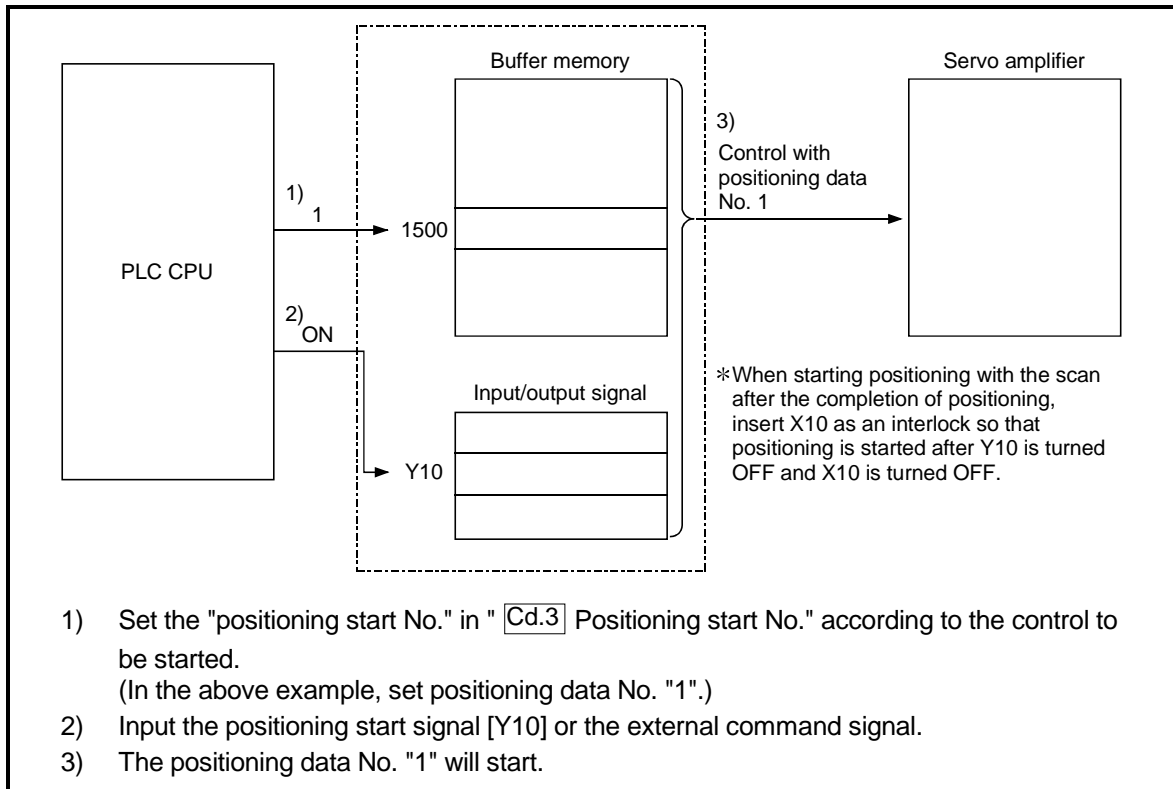 Buffer memory
Servo amplifier
3)
Control with
positioning data
No. 1
1)
1
1500
PLC CPU
2)
ON
Input/output signal
Y10
*When starting positioning with the scan
after the completion of positioning,
insert X10 as an interlock so that
positioning is started after Y10 is turned
OFF and X10 is turned OFF.
1) Set the "positioning start No." in " Cd.3 Positioning start No." according to the control to
be started.
(In the above example, set positioning data No. "1".)
2) Input the positioning start signal [Y10] or the external command signal.
3) The positioning data No. "1" will start.